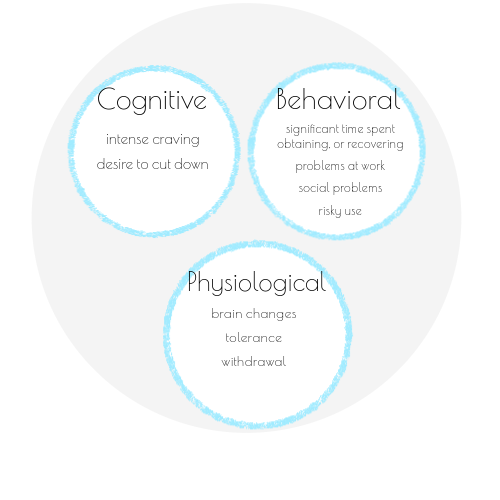 Cognitive
intense craving
desire to cut down
Behavioral
significant time spent
obtaining, or recovering
problems at work
social problems
risky use
Physiological
brain changes
tolerance
withdrawal